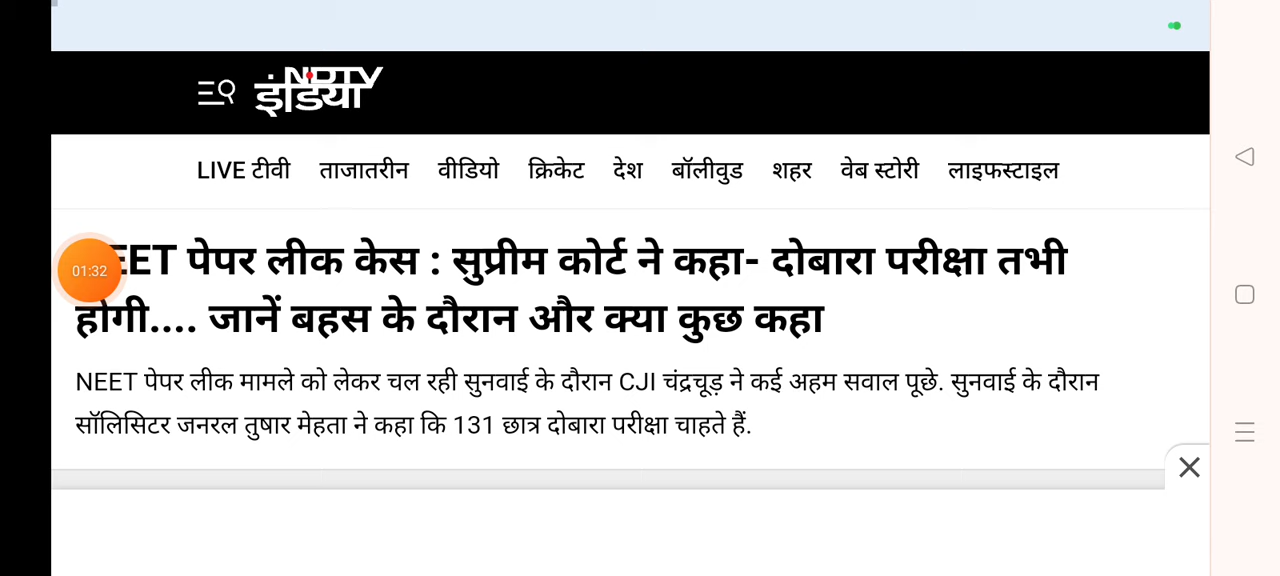 NDTV
इंडिया
LIVE टीवी ताजातरीन वीडियो क्रिकेट देश बॉलीवुड शहर वेब स्टोरी लाइफस्टाइल
EET पेपर लीक केस : सुप्रीम कोर्ट ने कहा- दोबारा परीक्षा तभी
01:32
होगी.... जानें बहस के दौरान और क्या कुछ कहा
NEET पेपर लीक मामले को लेकर चल रही सुनवाई के दौरान CJI चंद्रचूड़ ने कई अहम सवाल पूछे. सुनवाई के दौरान
सॉलिसिटर जनरल तुषार मेहता ने कहा कि 131 छात्र दोबारा परीक्षा चाहते हैं.